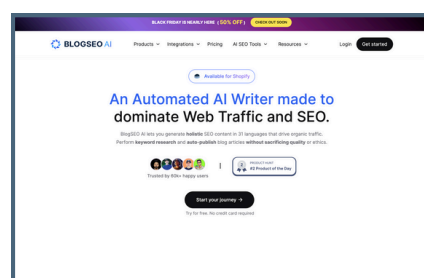 BLACK FRIDAY IS NEARLY HERE (50% OFF) CHECK OUT SOON
BLOGSEO AI Products Integrations Pricing AI SEO Tools Resources Login Get started
Available for Shopify
An Automated AI Writer made to
dominate Web Traffic and SEO.
BlogSEO AI lets you generate holistic SEO content in 31 languages that drive organic traffic.
Perform keyword research and auto-publish blog articles without sacrificing quality or ethics.
PRODUCT HUNT
#2 Product of the Day
Trusted by 60k+ happy users
Start your journey →
Try for free. No credit card required